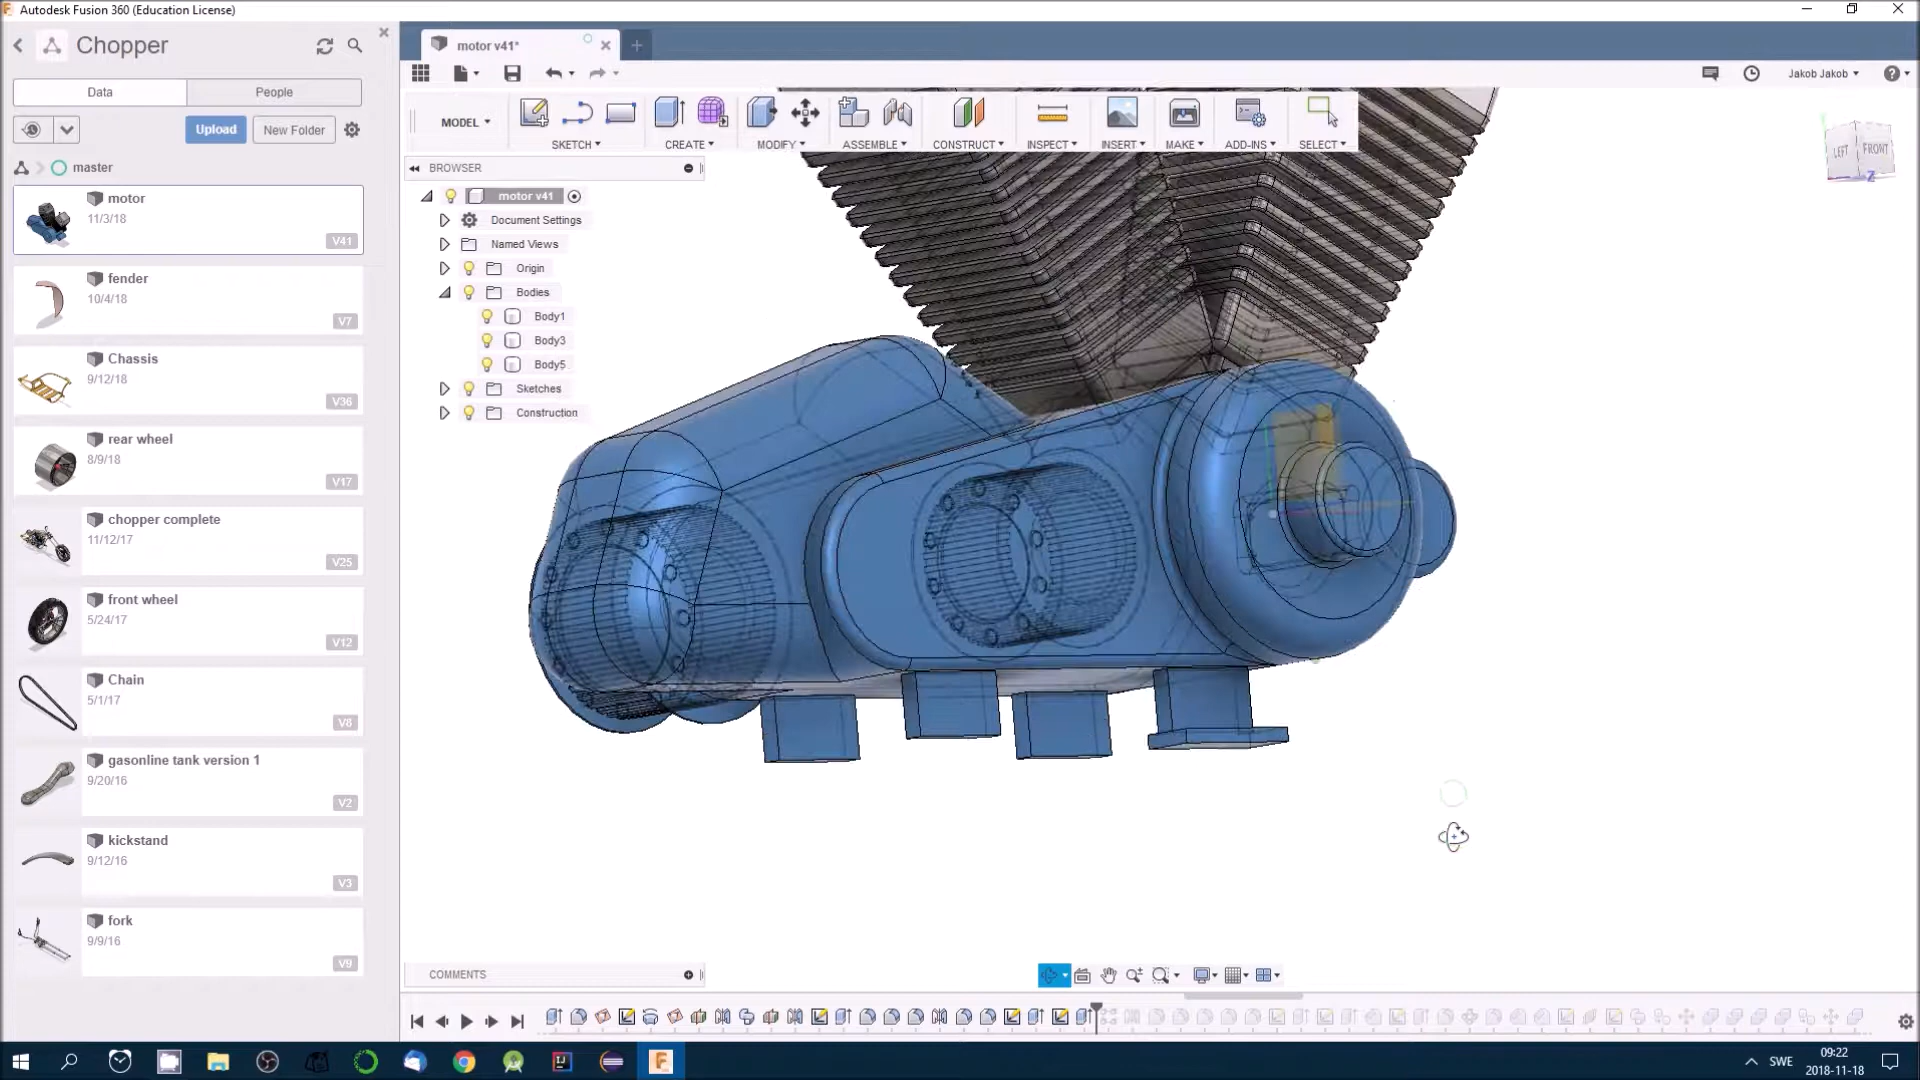 Autodesk Fusion 360 (Education License)
Chopper
Data
People
Upload
New Folder
master
motor
11/3/18
V41
fender
10/4/18
V7
Chassis
9/12/18
V36
rear wheel
8/9/18
V17
chopper complete
11/12/17
V25
front wheel
5/24/17
V12
Chain
5/1/17
V8
gasonline tank version 1
9/20/16
V2
kickstand
9/12/16
V3
fork
9/9/16
V9
motor v41*
Jakob Jakob
MODEL
SKETCH
CREATE
MODIFY
ASSEMBLE
CONSTRUCT
INSPECT
INSERT
MAKE
ADD-INS
SELECT
BROWSER
motor v41
Document Settings
Named Views
Origin
Bodies
Body1
Body3
Body5
Sketches
Construction
LEFT
FRONT
Z
COMMENTS
SWE
09:22
2018-11-18